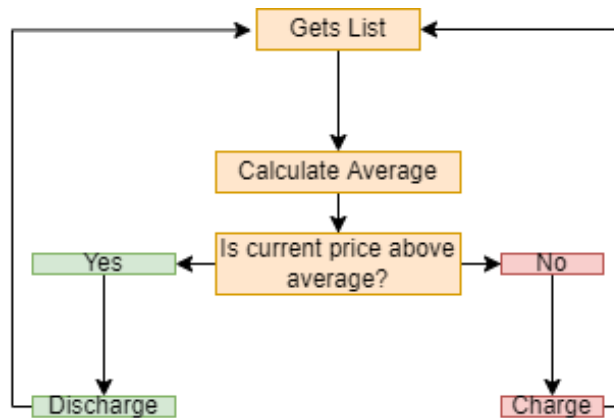 Gets List
Calculate Average
Is current price above
average?
Yes
No
Discharge
Charge